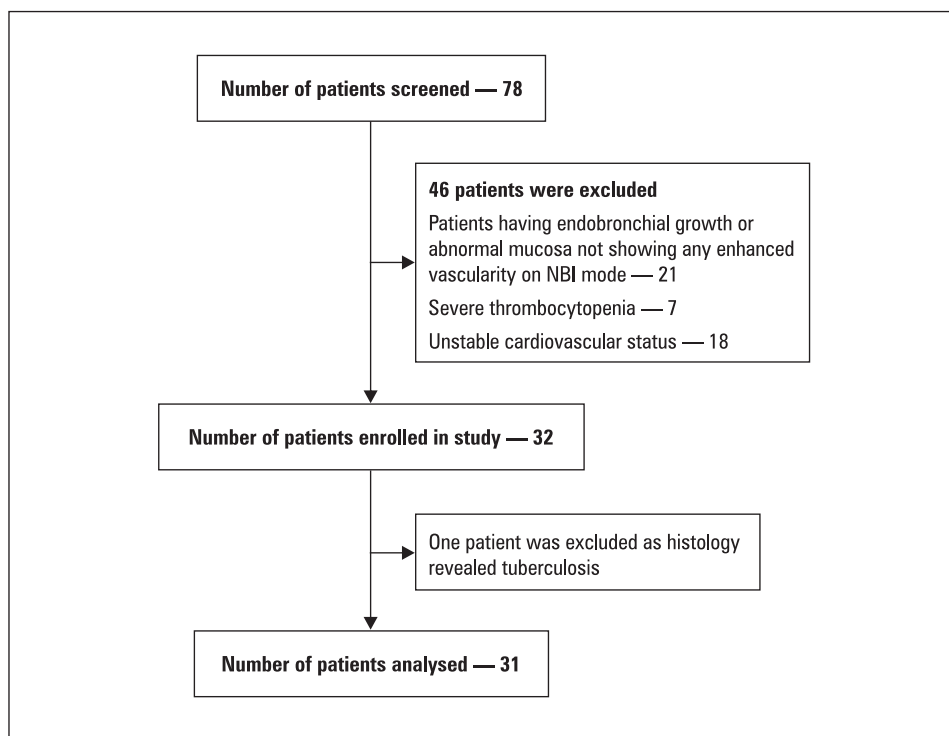 Number of patients screened — 78
46 patients were excluded
Patients having endobronchial growth or
abnormal mucosa not showing any enhanced
vascularity on NBI mode — 21
Severe thrombocytopenia — 7
Unstable cardiovascular status — 18
Number of patients enrolled in study — 32
One patient was excluded as histology
revealed tuberculosis
Number of patients analysed — 31